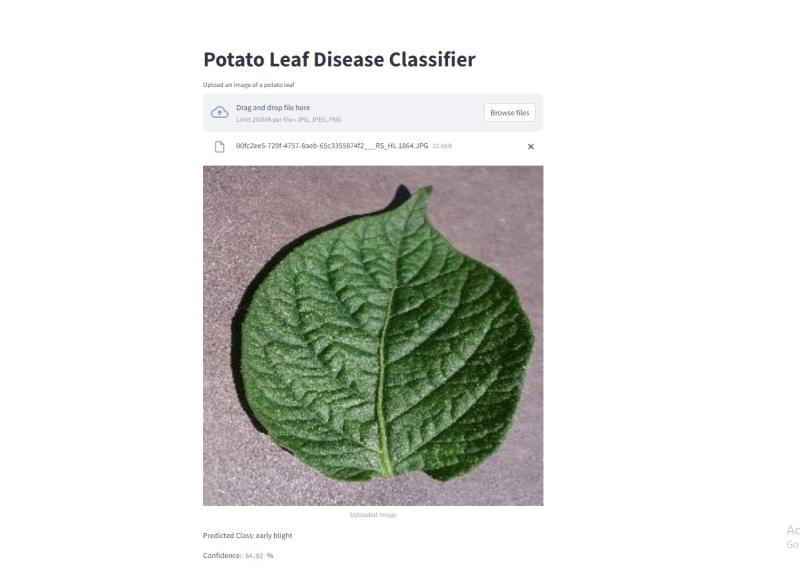 Potato Leaf Disease Classifier
Upload an image of a potato leaf
Drag and drop file here
Limit 200MB per file • JPG, JPEG, PNG
Browse files
00fc2ee5-729f-4757-8aeb-65c3355874f2___RS_HL 1864.JPG 20.8KB
Uploaded Image
Predicted Class: early blight
Confidence: 64.82 %
Ac
Go